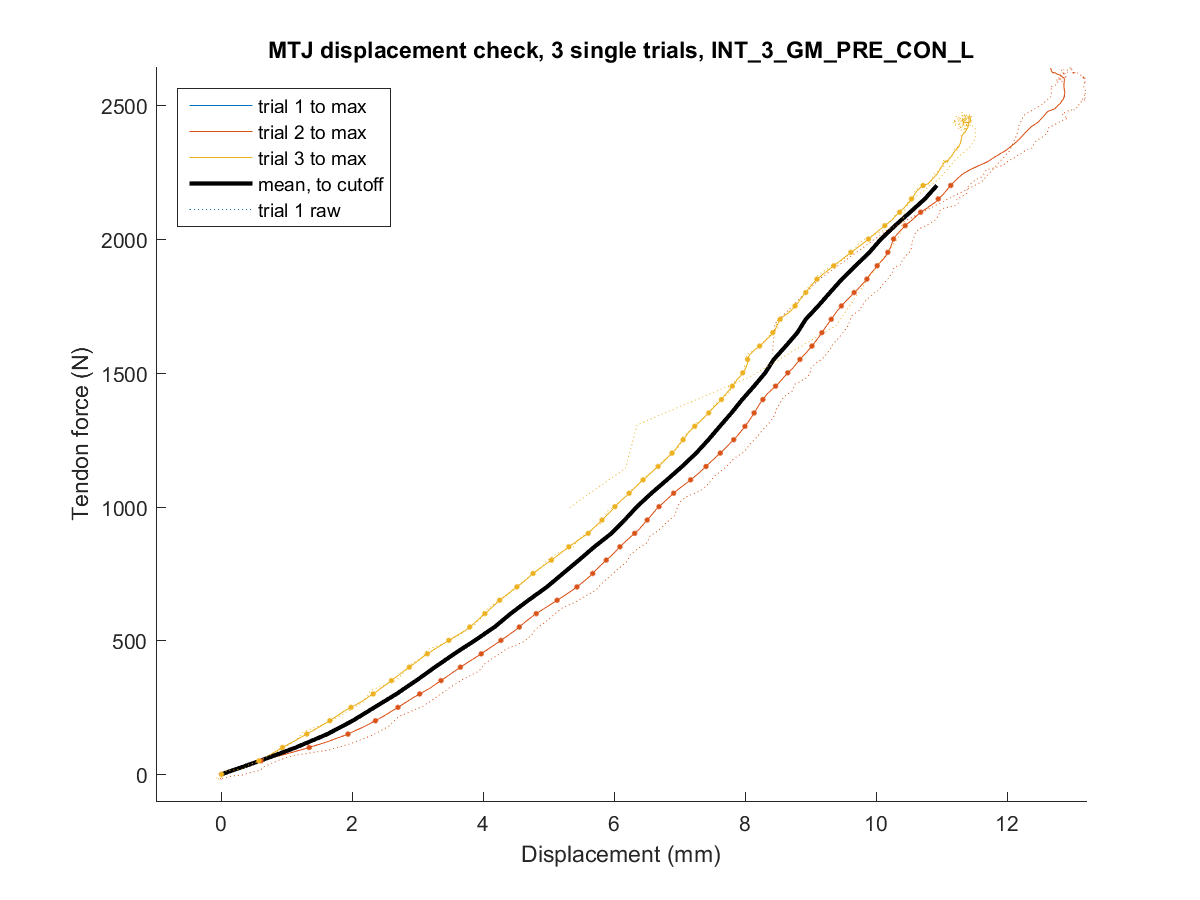 MTJ displacement check, 3 single trials, INT_3_GM_PRE_CON_L
trial 1 to max
trial 2 to max
trial 3 to max
mean, to cutoff
trial 1 raw
2500
2000
1500
1000
500
0
Tendon force (N)
0 2 4 6 8 10 12
Displacement (mm)